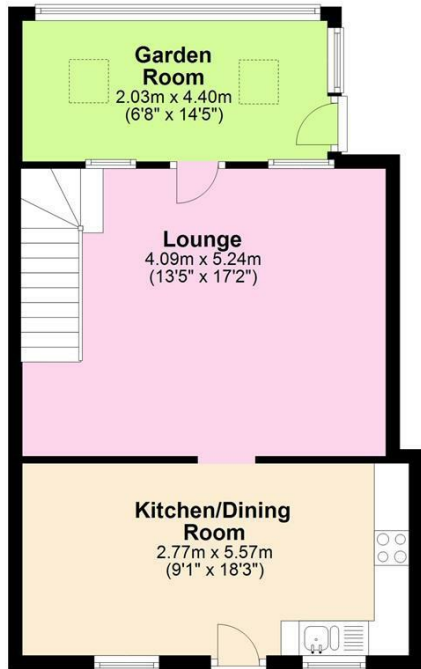 Garden
Room
2.03m x 4.40m
(6'8" x 14'5")
Lounge
4.09m x 5.24m
(13'5" x 17'2")
Kitchen/Dining
Room
2.77m x 5.57m
(9'1" x 18'3")